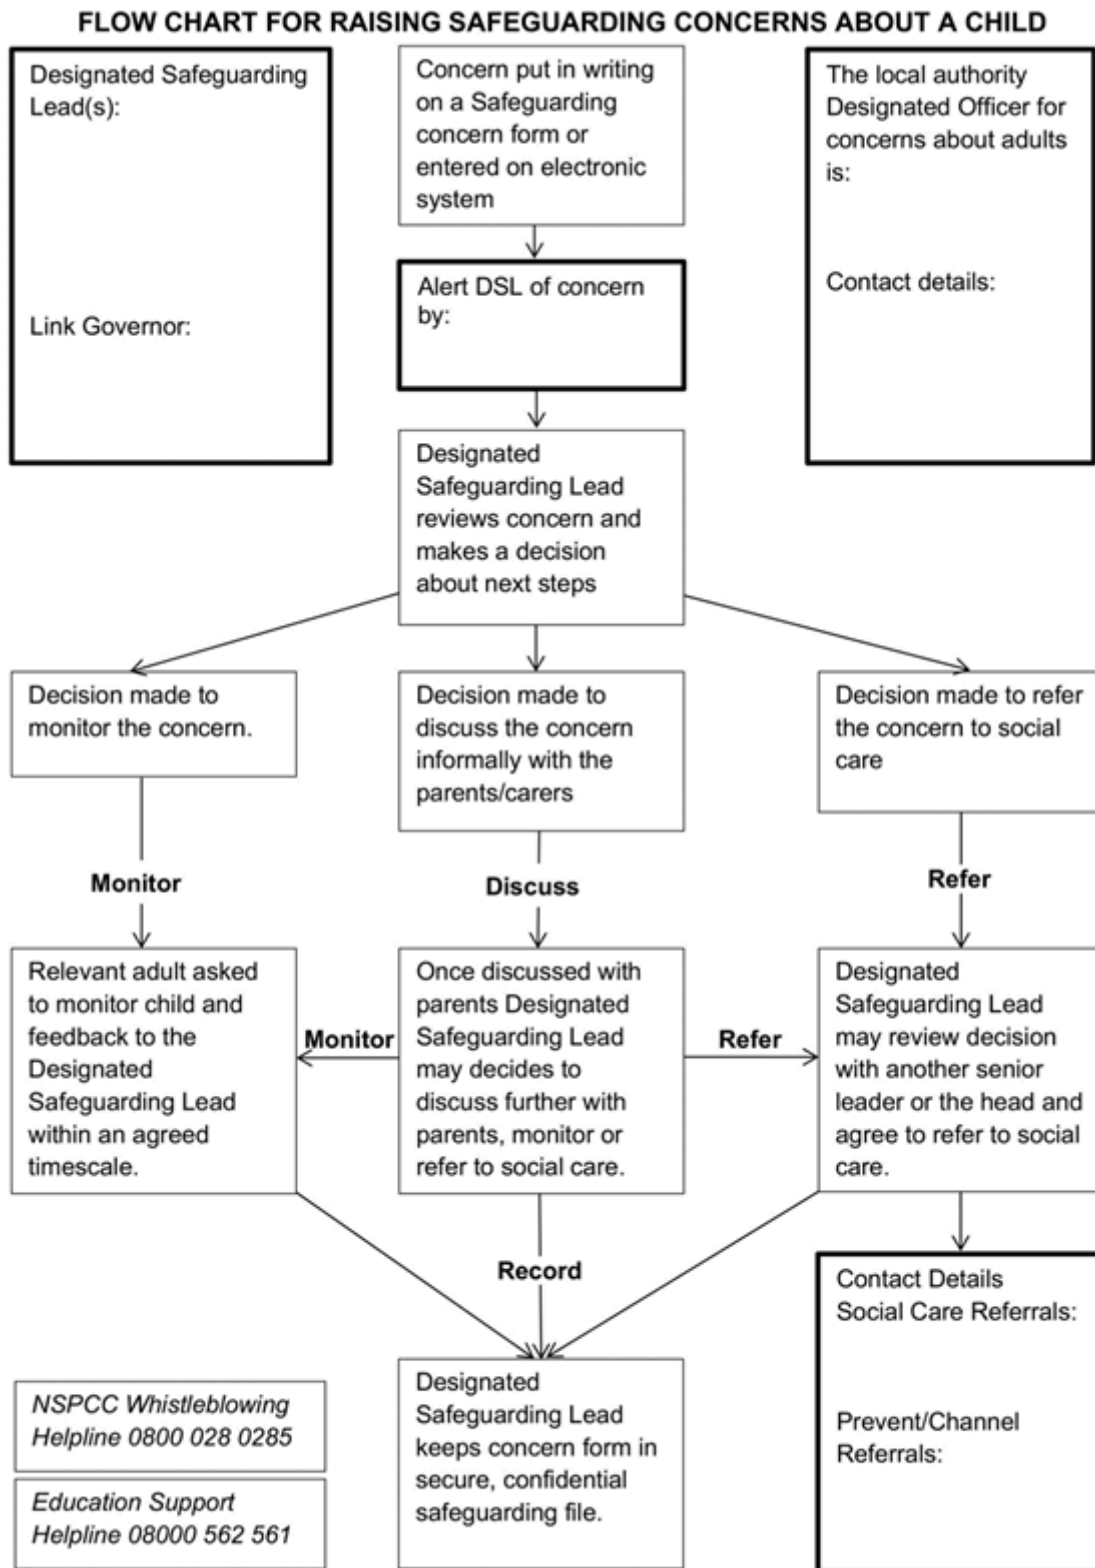 FLOW CHART FOR RAISING SAFEGUARDING CONCERNS ABOUT A CHILD
Designated Safeguarding
Lead(s):
Link Governor:
Concern put in writing
on a Safeguarding
concern form or
entered on electronic
system
The local authority
Designated Officer for
concerns about adults
is:
Contact details:
Alert DSL of concern
by:
Designated
Safeguarding Lead
reviews concern and
makes a decision
about next steps
Decision made to
monitor the concern.
Decision made to
discuss the concern
informally with the
parents/carers
Decision made to refer
the concern to social
care
Monitor
Discuss
Refer
Relevant adult asked
to monitor child and
feedback to the
Designated
Safeguarding Lead
within an agreed
timescale.
Monitor
Once discussed with
parents Designated
Safeguarding Lead
may decides to
discuss further with
parents, monitor or
refer to social care.
Refer
Designated
Safeguarding Lead
may review decision
with another senior
leader or the head and
agree to refer to social
care.
Record
Contact Details
Social Care Referrals:
Prevent/Channel
Referrals:
Designated
Safeguarding Lead
keeps concern form in
secure, confidential
safeguarding file.
NSPCC Whistleblowing
Helpline 0800 028 0285
Education Support
Helpline 08000 562 561